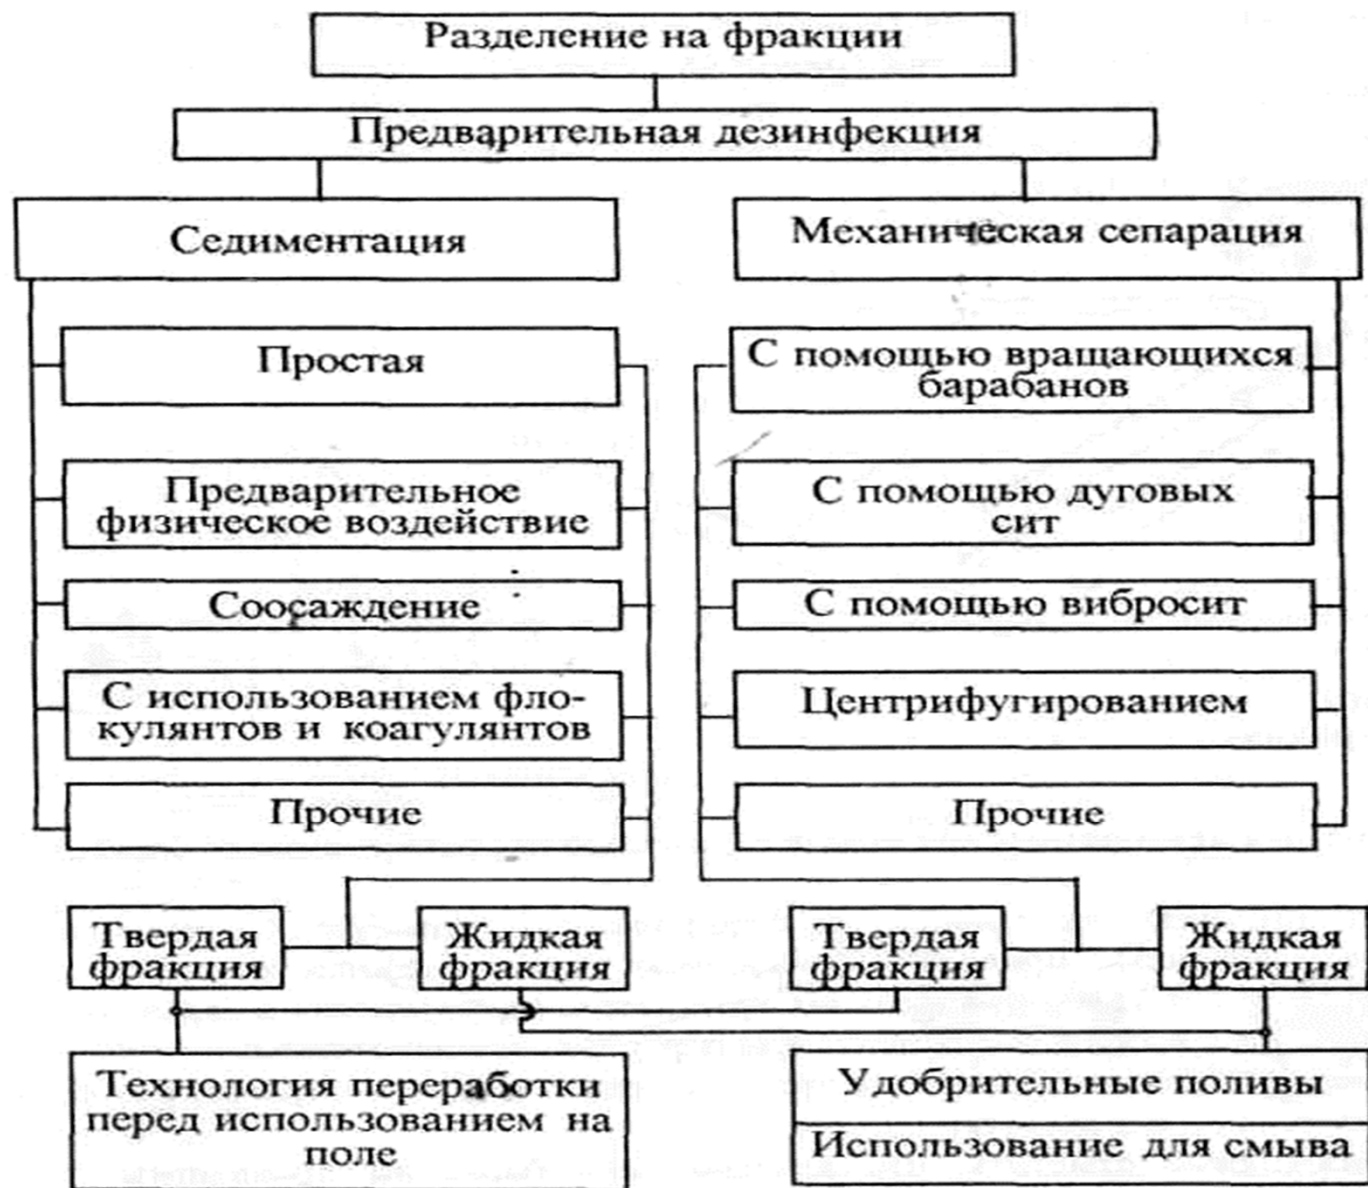 Разделение на фракции
Предварительная дезинфекция
Седиментация
Механическая сепарация
Простая
С помощью вращающихся
барабанов
Предварительное
физическое воздействие
С помощью дуговых
сит
Соосаждение
С помощью вибросит
С использованием фло-
кулянтов и коагулянтов
Центрифугированием
Прочие
Прочие
Твердая
фракция
Жидкая
фракция
Твердая
фракция
Жидкая
фракция
Технология переработки
перед использованием на
поле
Удобрительные поливы
Использование для смыва